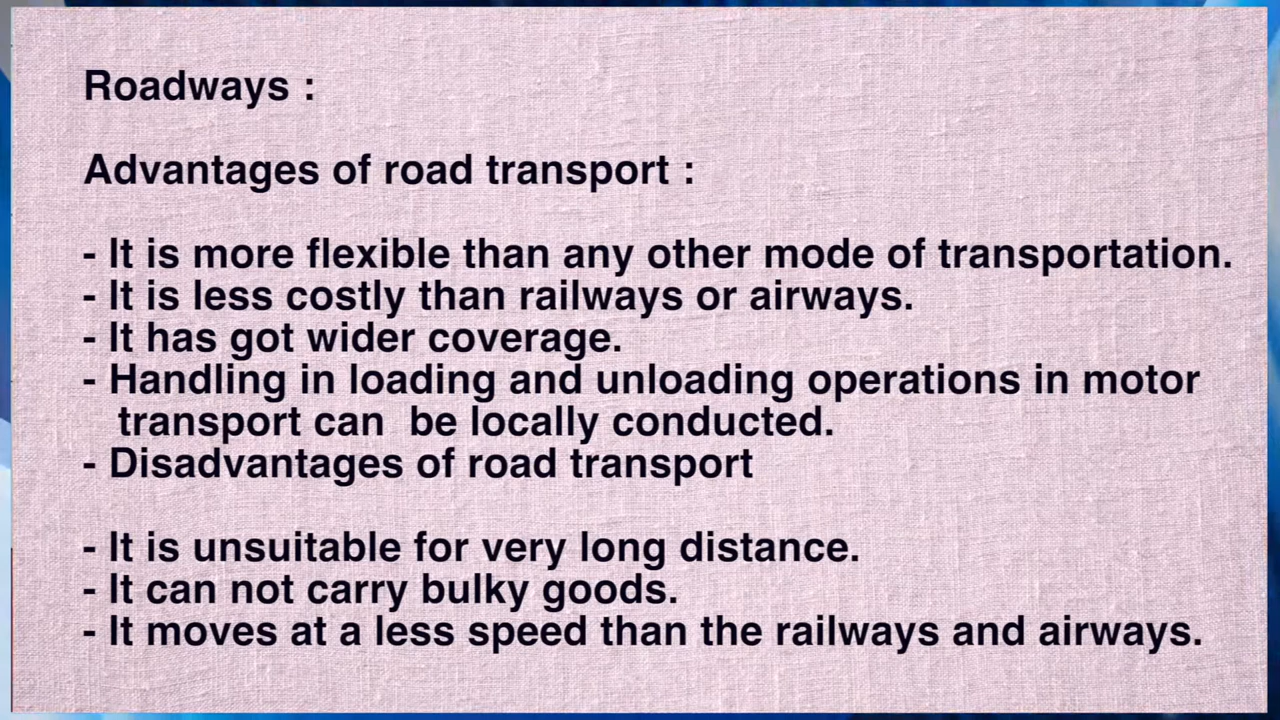 Roadways :
Advantages of road transport :
- It is more flexible than any other mode of transportation.
- It is less costly than railways or airways.
- It has got wider coverage.
- Handling in loading and unloading operations in motor
transport can  be locally conducted.
- Disadvantages of road transport
- It is unsuitable for very long distance.
- It can not carry bulky goods.
- It moves at a less speed than the railways and airways.